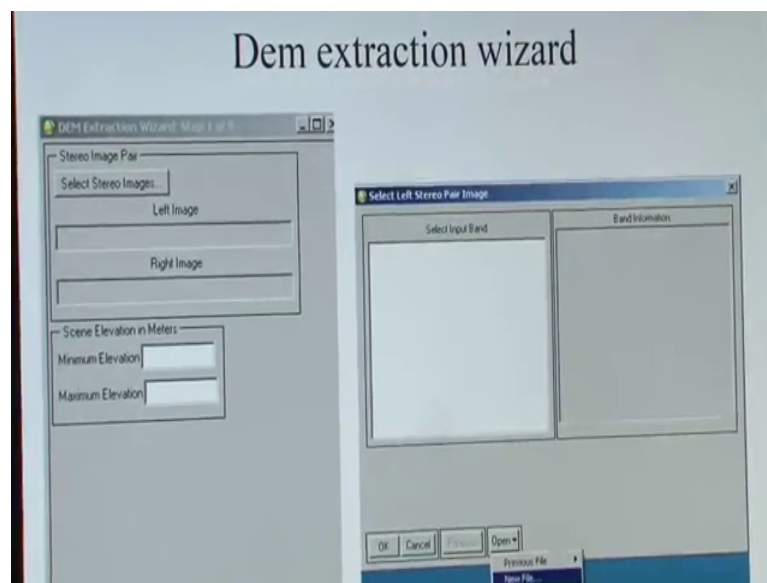 Dem extraction wizard
DEM Extraction Wizard: Step 1 of 9
Stereo Image Pair
Select Stereo Images...
Left Image
Right Image
Scene Elevation in Meters
Minimum Elevation
Maximum Elevation
Select Left Stereo Pair Image
Select Input Band
Band Information
OK
Cancel
Open
Previous File
New File...